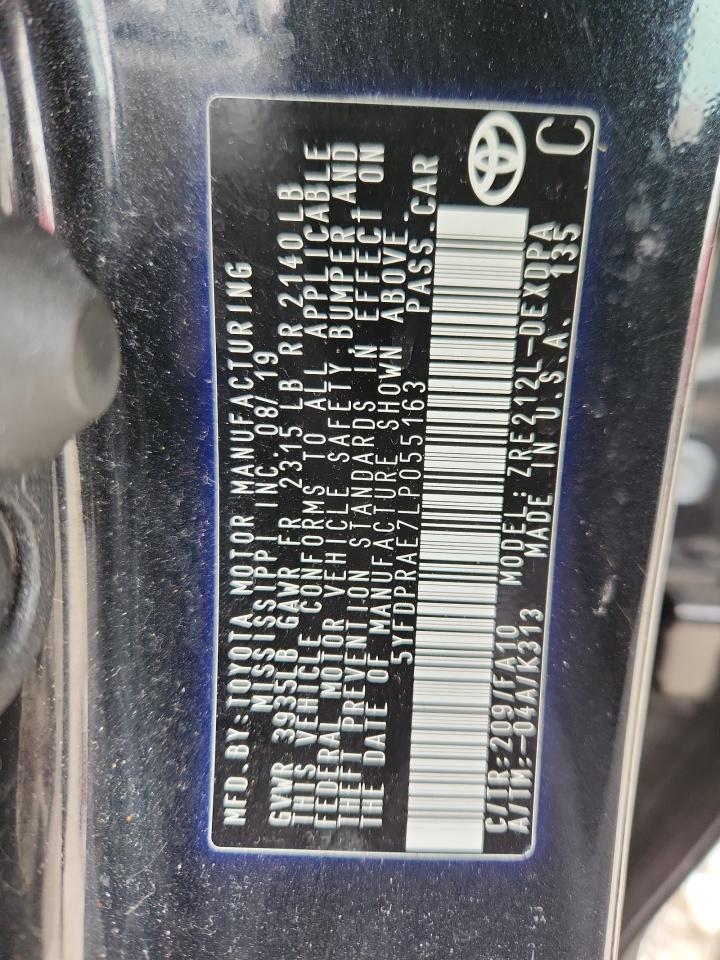 MFD.BY:TOYOTA MOTOR MANUFACTURING
MISSISSIPPI INC. 08/19
GVWR 3935LB GAWR FR 2315 LB RR 2140 LB
THIS VEHICLE CONFORMS TO ALL APPLICABLE
FEDERAL MOTOR VEHICLE SAFETY, BUMPER AND
THEFT PREVENTION STANDARDS IN EFFECT ON
THE DATE OF MANUFACTURE SHOWN ABOVE.
5YFDPRAE7LP055163 PASS.CAR
C/TR:209/FA10 MODEL:ZRE212L-DEXDPA
A/TM:-04A/K313 MADE IN U.S.A. 135
C